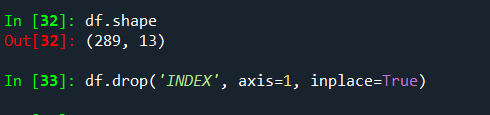 In [32]: df.shape
Out[32]: (289, 13)
In [33]: df.drop('INDEX', axis=1, inplace=True)